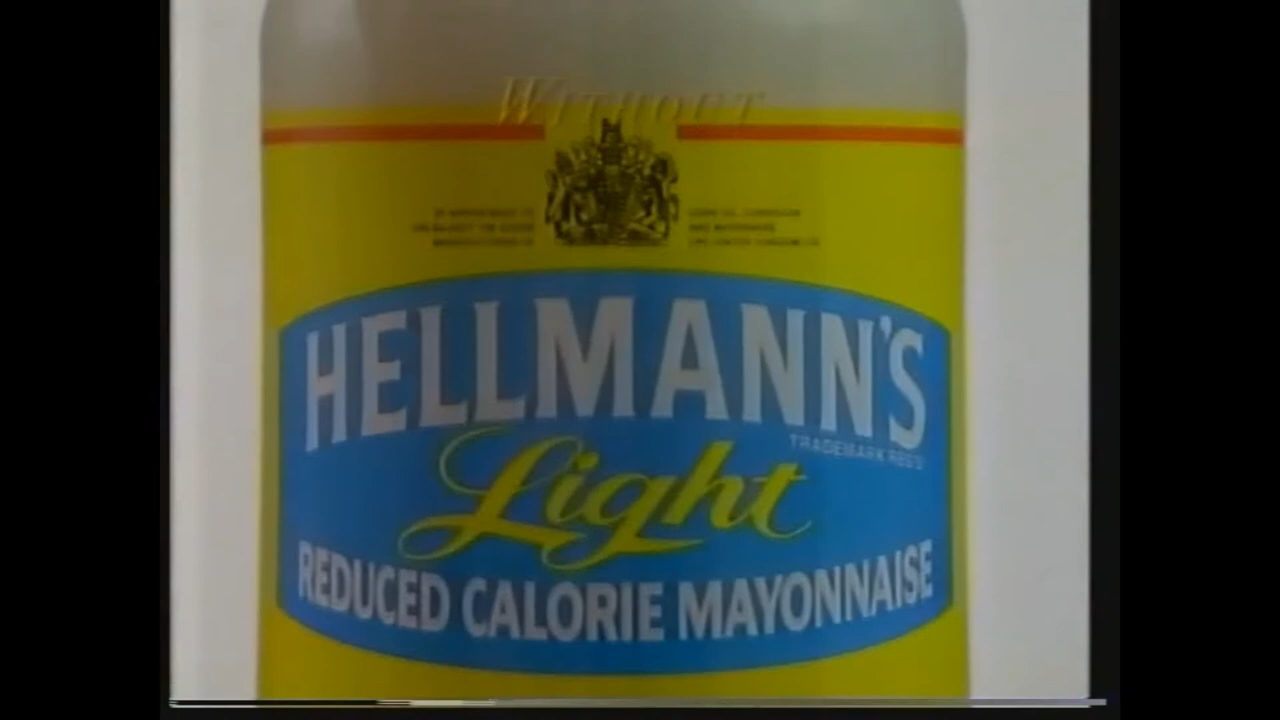 WITHOUT
HELLMANN'S
TRADEMARK REG'D
Light
REDUCED CALORIE MAYONNAISE